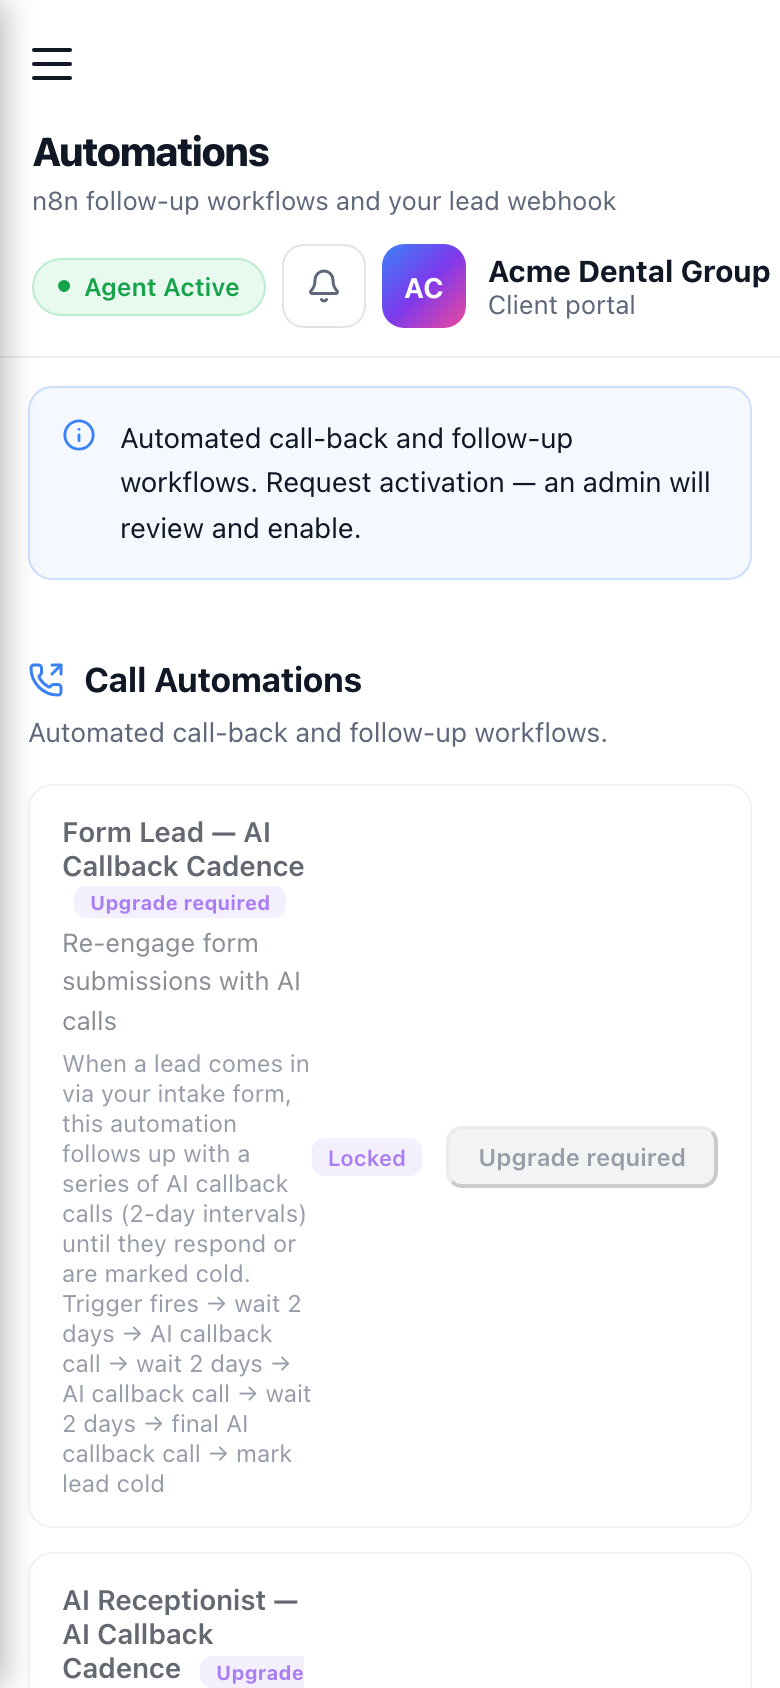 Automations
n8n follow-up workflows and your lead webhook
Agent Active
AC
Acme Dental Group
Client portal
Automated call-back and follow-up
workflows. Request activation — an admin will
review and enable.
Call Automations
Automated call-back and follow-up workflows.
Form Lead — AI
Callback Cadence
Upgrade required
Re-engage form
submissions with AI
calls
When a lead comes in
via your intake form,
this automation
follows up with a
series of AI callback
calls (2-day intervals)
until they respond or
are marked cold.
Trigger fires → wait 2
days → AI callback
call → wait 2 days →
AI callback call → wait
2 days → final AI
callback call → mark
lead cold
Locked
Upgrade required
AI Receptionist —
AI Callback
Cadence Upgrade